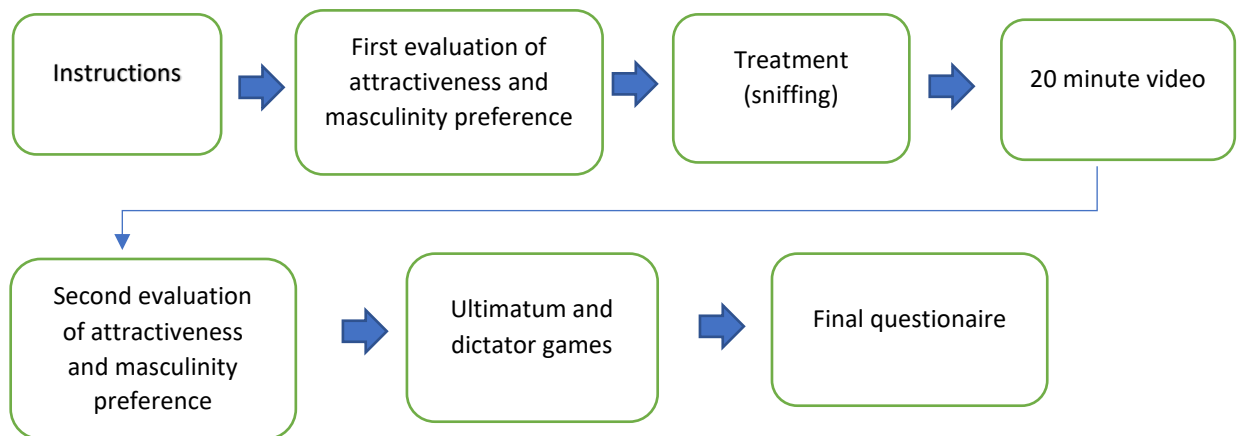 Instructions
First evaluation of
attractiveness and
masculinity preference
Treatment
(sniffing)
20 minute video
Second evaluation
of attractiveness
and masculinity
preference
Ultimatum and
dictator games
Final questionaire